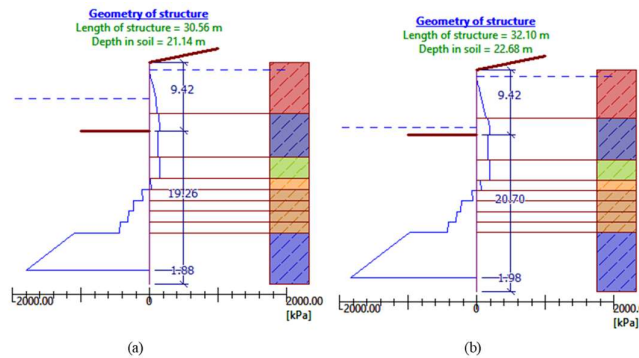 Geometry of structure
Length of structure = 30.56 m
Depth in soil = 21.14 m
9.42
19.26
1.88
-2000.00 0 2000.00
[kPa]
(a)
Geometry of structure
Length of structure = 32.10 m
Depth in soil = 22.68 m
9.42
20.70
1.98
-2000.00 0 2000.00
[kPa]
(b)